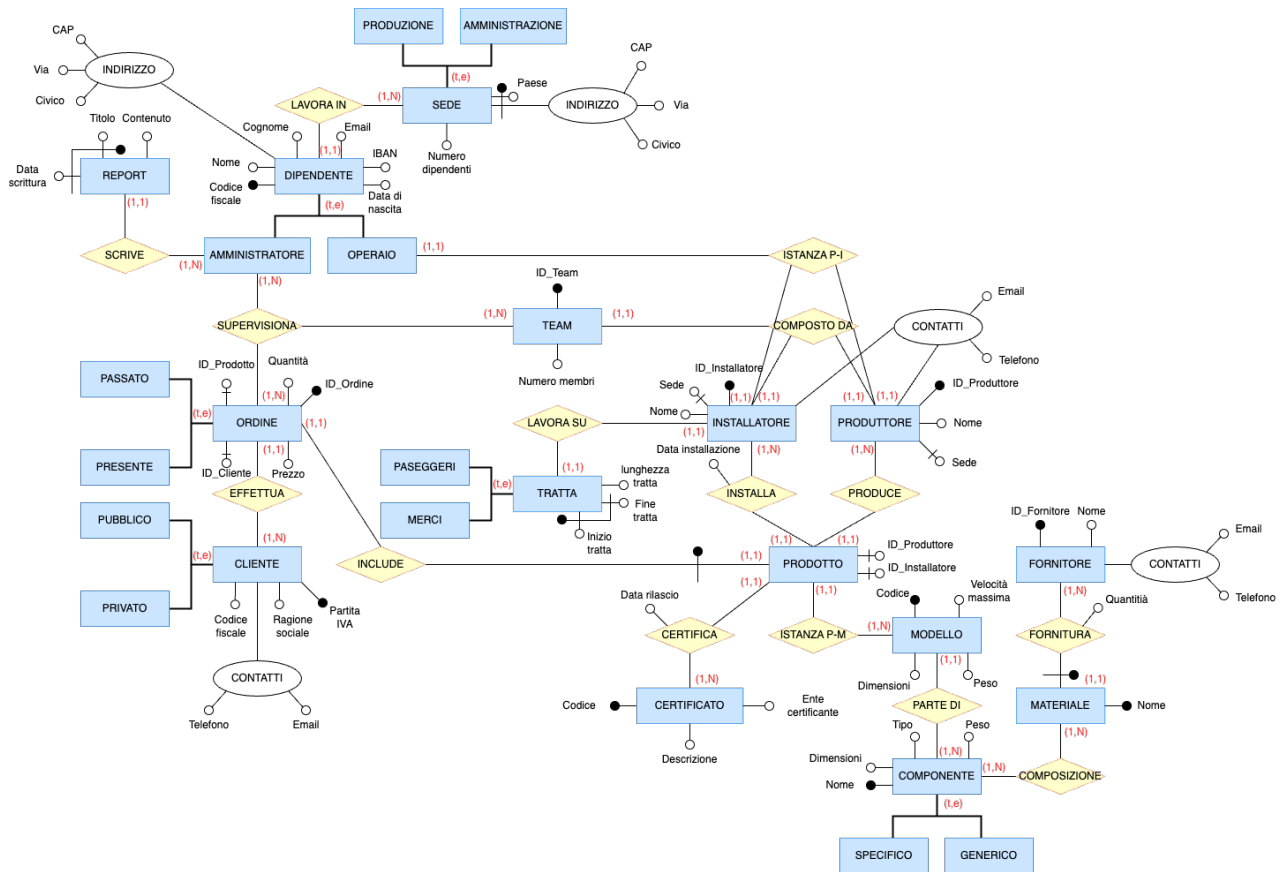 PRODUZIONE
AMMINISTRAZIONE
CAP
INDIRIZZO
Via
Civico
(t,e)
Paese
CAP
LAVORA IN
(1,N)
SEDE
INDIRIZZO
Via
Civico
Titolo
Contenuto
Cognome
Email
(1,1)
Numero
dipendenti
Data
scrittura
REPORT
Nome
Codice
fiscale
DIPENDENTE
IBAN
Data di
nascita
(1,1)
(t,e)
SCRIVE
(1,N)
AMMINISTRATORE
OPERAIO
(1,1)
ISTANZA P-I
(1,N)
ID_Team
Email
SUPERVISIONA
(1,N)
TEAM
(1,1)
COMPOSTO DA
CONTATTI
Telefono
Numero membri
PASSATO
ID_Prodotto
Quantità
ID_Ordine
ID_Installatore
Sede
Nome
ID_Produttore
(1,N)
(1,1)
(1,1)
(1,1)
(1,1)
(t,e)
ORDINE
(1,1)
LAVORA SU
(1,1)
INSTALLATORE
PRODUTTORE
Nome
Sede
PRESENTE
(1,1)
ID_Cliente
Prezzo
PASEGGERI
(1,1)
Data installazione
(1,N)
(1,N)
lunghezza
tratta
EFFETTUA
(t,e)
TRATTA
Fine
tratta
INSTALLA
PRODUCE
MERCI
Inizio
tratta
PUBBLICO
(1,N)
ID_Fornitore
Nome
Email
(t,e)
CLIENTE
INCLUDE
(1,1)
(1,1)
(1,1)
PRODOTTO
ID_Produttore
ID_Installatore
FORNITORE
CONTATTI
Telefono
PRIVATO
(1,1)
(1,1)
(1,N)
Codice
fiscale
Ragione
sociale
Partita
IVA
Data rilascio
Codice
Velocità
massima
Quantitià
CERTIFICA
ISTANZA P-M
(1,N)
MODELLO
FORNITURA
(1,1)
CONTATTI
(1,N)
Dimensioni
Peso
(1,1)
Telefono
Email
Codice
CERTIFICATO
Ente
certificante
PARTE DI
MATERIALE
Nome
Descrizione
Tipo
Peso
(1,N)
(1,N)
Dimensioni
Nome
COMPONENTE
(1,N)
COMPOSIZIONE
(t,e)
SPECIFICO
GENERICO